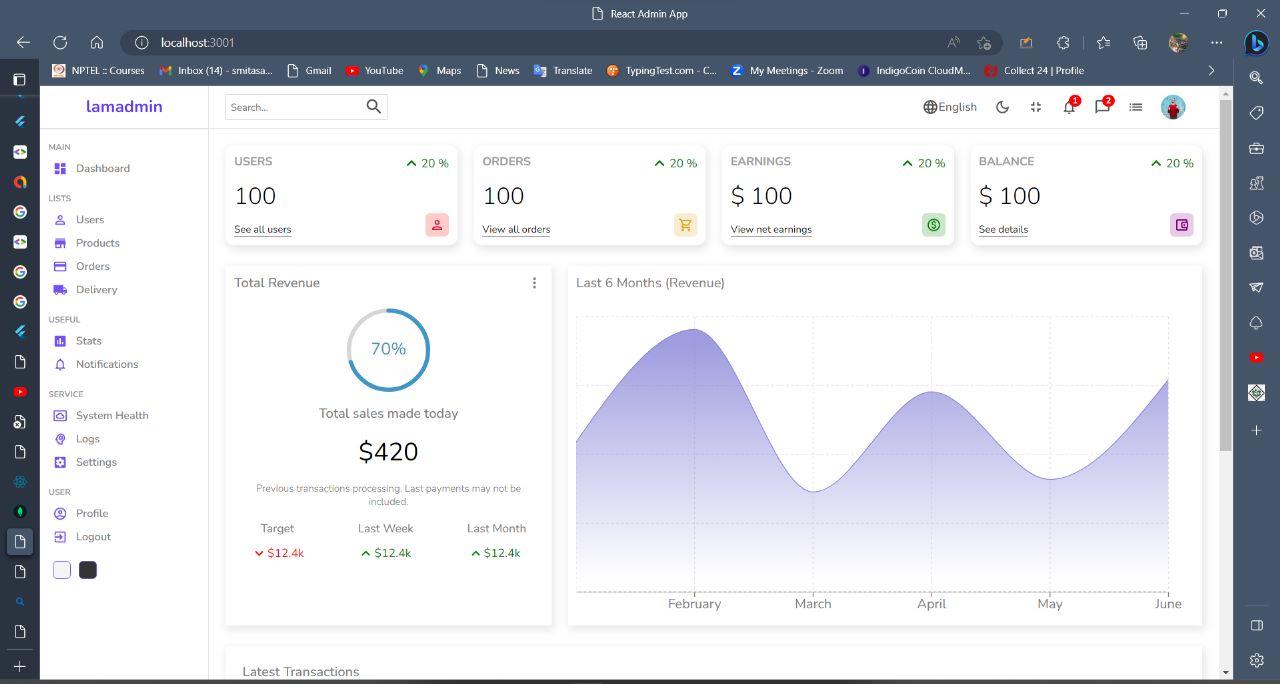 React Admin App
localhost:3001
NPTEL :: Courses
Inbox (14) - smitasa...
Gmail
YouTube
Maps
News
Translate
TypingTest.com - C...
My Meetings - Zoom
IndigoCoin CloudM...
Collect 24 | Profile
lamadmin
Search...
English
1
2
MAIN
Dashboard
LISTS
Users
Products
Orders
Delivery
USEFUL
Stats
Notifications
SERVICE
System Health
Logs
Settings
USER
Profile
Logout
USERS
20 %
100
See all users
ORDERS
20 %
100
View all orders
EARNINGS
20 %
$ 100
View net earnings
BALANCE
20 %
$ 100
See details
Total Revenue
70%
Total sales made today
$420
Previous transactions processing. Last payments may not be
included.
Target
Last Week
Last Month
$12.4k
$12.4k
$12.4k
Last 6 Months (Revenue)
February
March
April
May
June
Latest Transactions